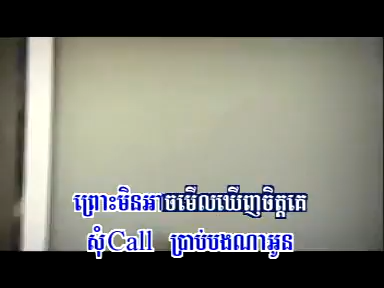 ព្រោះមិនអាចមើលឃើញចិត្តគេ
សុំCall ប្រាប់បងណាអូន